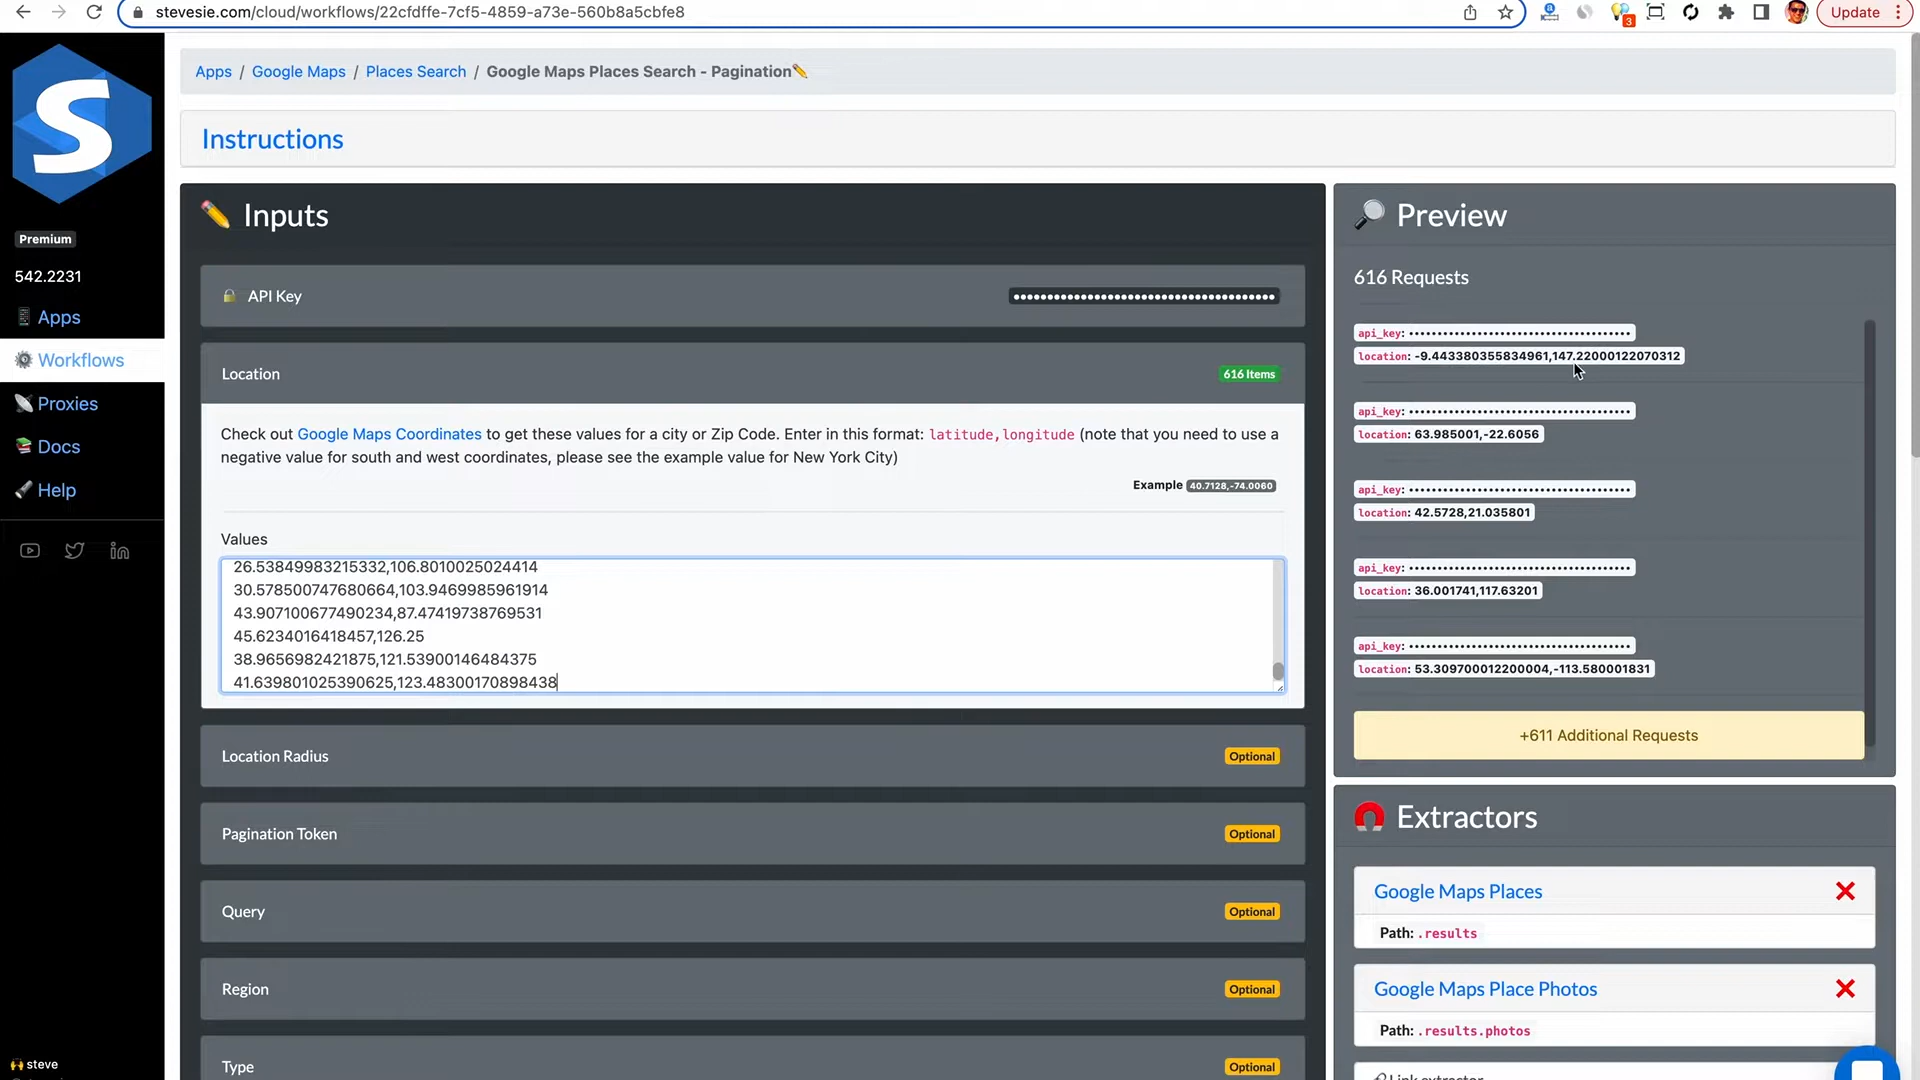 stevesie.com/cloud/workflows/22cfdffe-7cf5-4859-a73e-560b8a5cbfe8
3
Update
Apps / Google Maps / Places Search / Google Maps Places Search - Pagination
Instructions
S
Premium
542.2231
Apps
Workflows
Proxies
Docs
Help
steve
Inputs
API Key
••••••••••••••••••••••••••••••••••••••
Location
616 Items
Check out Google Maps Coordinates to get these values for a city or Zip Code. Enter in this format: latitude,longitude (note that you need to use a
negative value for south and west coordinates, please see the example value for New York City)
Example 40.7128,-74.0060
Values
26.53849983215332,106.8010025024414
30.578500747680664,103.9469985961914
43.907100677490234,87.47419738769531
45.6234016418457,126.25
38.9656982421875,121.53900146484375
41.639801025390625,123.48300170898438
Location Radius
Optional
Pagination Token
Optional
Query
Optional
Region
Optional
Type
Optional
Preview
616 Requests
api_key: ••••••••••••••••••••••••••••••••••••••
location: -9.443380355834961,147.22000122070312
api_key: ••••••••••••••••••••••••••••••••••••••
location: 63.985001,-22.6056
api_key: ••••••••••••••••••••••••••••••••••••••
location: 42.5728,21.035801
api_key: ••••••••••••••••••••••••••••••••••••••
location: 36.001741,117.63201
api_key: ••••••••••••••••••••••••••••••••••••••
location: 53.309700012200004,-113.580001831
+611 Additional Requests
Extractors
Google Maps Places
Path: .results
Google Maps Place Photos
Path: .results.photos
Link extractor